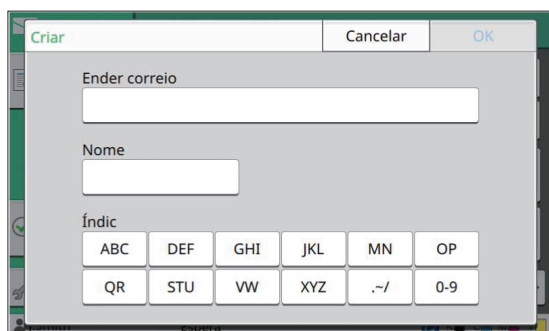 Criar Cancelar OK
Ender correio
Nome
Índic
ABC DEF GHI JKL MN OP
QR STU VW XYZ .~/ 0-9